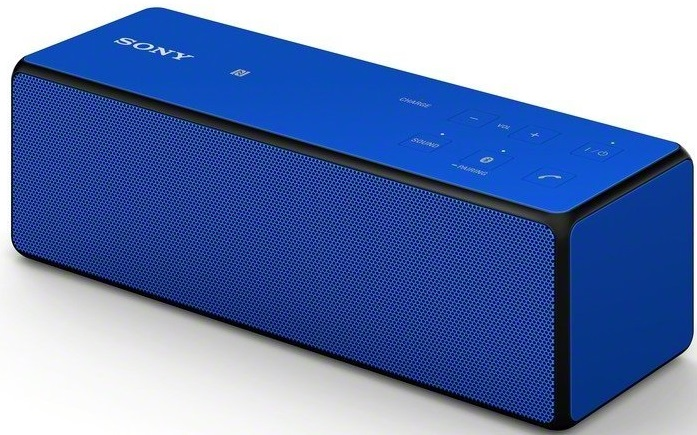 SONY
CHARGE
− VOL +
I / ⏻
SOUND
−PAIRING